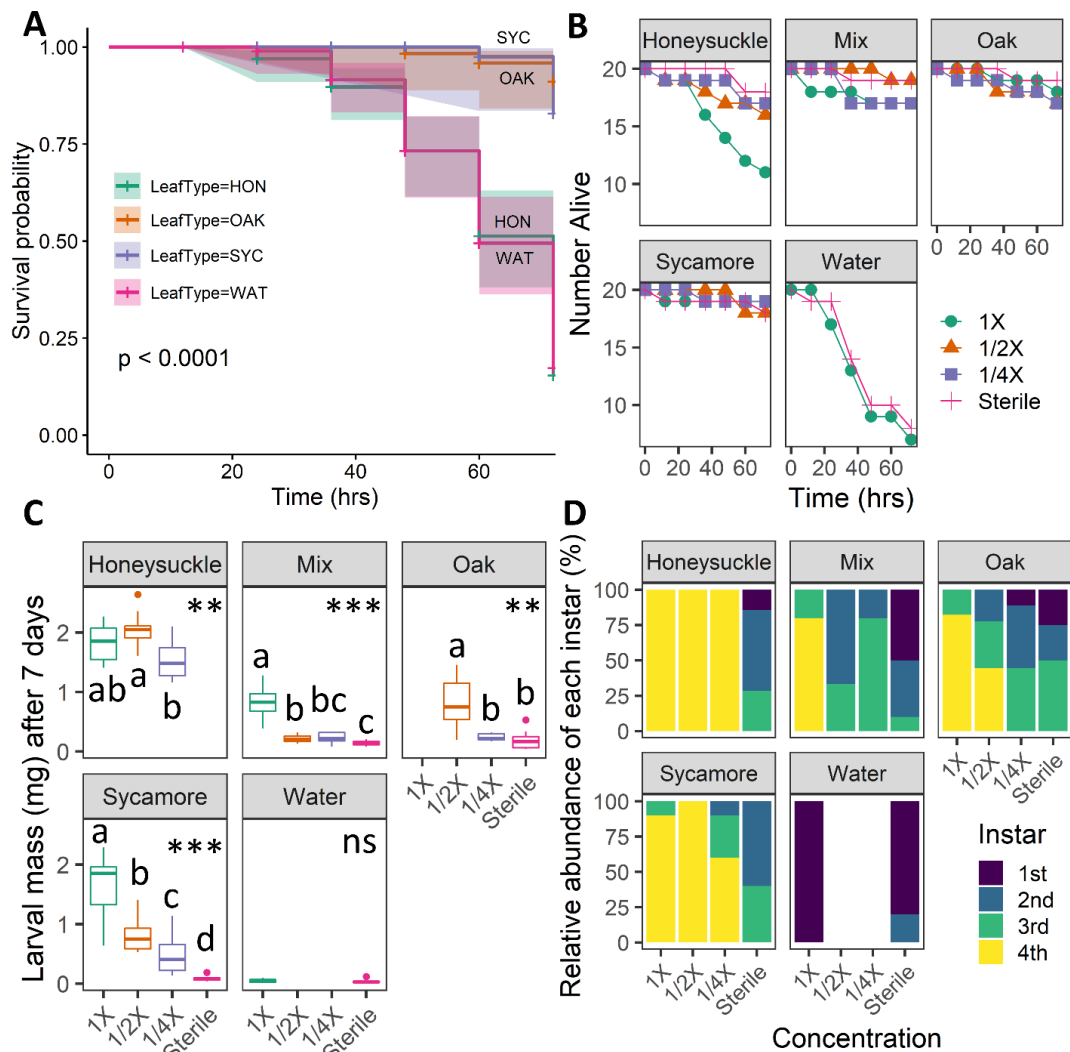 A
1.00
0.75
0.50
0.25
0.00
Survival probability
SYC
OAK
HON
WAT
LeafType=HON
LeafType=OAK
LeafType=SYC
LeafType=WAT
p < 0.0001
0 20 40 60
Time (hrs)
B
Honeysuckle Mix Oak
20
15
10
Number Alive
0 20 40 60
Sycamore Water
20
15
10
0 20 40 60 0 20 40 60
Time (hrs)
1X
1/2X
1/4X
Sterile
C
Honeysuckle Mix Oak
** *** **
2
1
0
ab a b
a b bc c
a b b
1X 1/2X 1/4X Sterile
Larval mass (mg) after 7 days
Sycamore Water
*** ns
2
1
0
a b c d
1X 1/2X 1/4X Sterile 1X 1/2X 1/4X Sterile
D
Honeysuckle Mix Oak
100
75
50
25
0
1X 1/2X 1/4X Sterile
Relative abundance of each instar (%)
Sycamore Water
100
75
50
25
0
1X 1/2X 1/4X Sterile 1X 1/2X 1/4X Sterile
Concentration
Instar
1st
2nd
3rd
4th